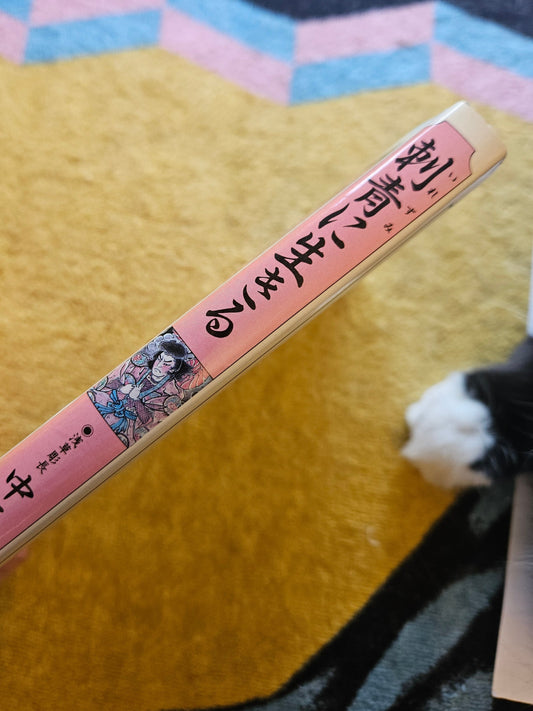 刺青に生きる
いれずみ
◉浅草彫長
中